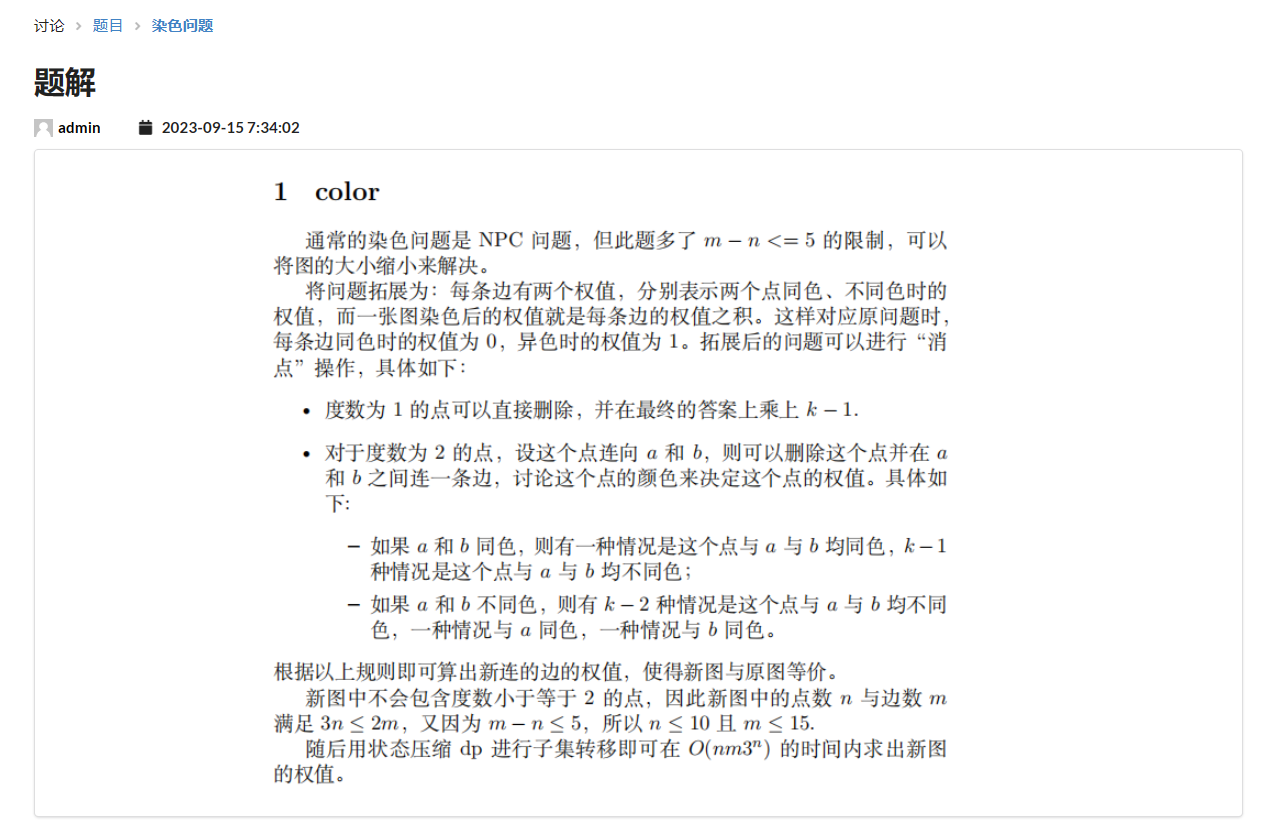 讨论 > 题目 > 染色问题
题解
admin 2023-09-15 7:34:02
1 color
通常的染色问题是 NPC 问题，但此题多了 m − n <= 5 的限制，可以
将图的大小缩小来解决。
将问题拓展为：每条边有两个权值，分别表示两个点同色、不同色时的
权值，而一张图染色后的权值就是每条边的权值之积。这样对应原问题时，
每条边同色时的权值为 0，异色时的权值为 1。拓展后的问题可以进行“消
点”操作，具体如下：
• 度数为 1 的点可以直接删除，并在最终的答案上乘上 k − 1.
• 对于度数为 2 的点，设这个点连向 a 和 b，则可以删除这个点并在 a
和 b 之间连一条边，讨论这个点的颜色来决定这个点的权值。具体如
下：
– 如果 a 和 b 同色，则有一种情况是这个点与 a 与 b 均同色，k − 1
种情况是这个点与 a 与 b 均不同色；
– 如果 a 和 b 不同色，则有 k − 2 种情况是这个点与 a 与 b 均不同
色，一种情况与 a 同色，一种情况与 b 同色。
根据以上规则即可算出新连的边的权值，使得新图与原图等价。
新图中不会包含度数小于等于 2 的点，因此新图中的点数 n 与边数 m
满足 3n ≤ 2m，又因为 m − n ≤ 5，所以 n ≤ 10 且 m ≤ 15.
随后用状态压缩 dp 进行子集转移即可在 O(nm3ⁿ) 的时间内求出新图
的权值。